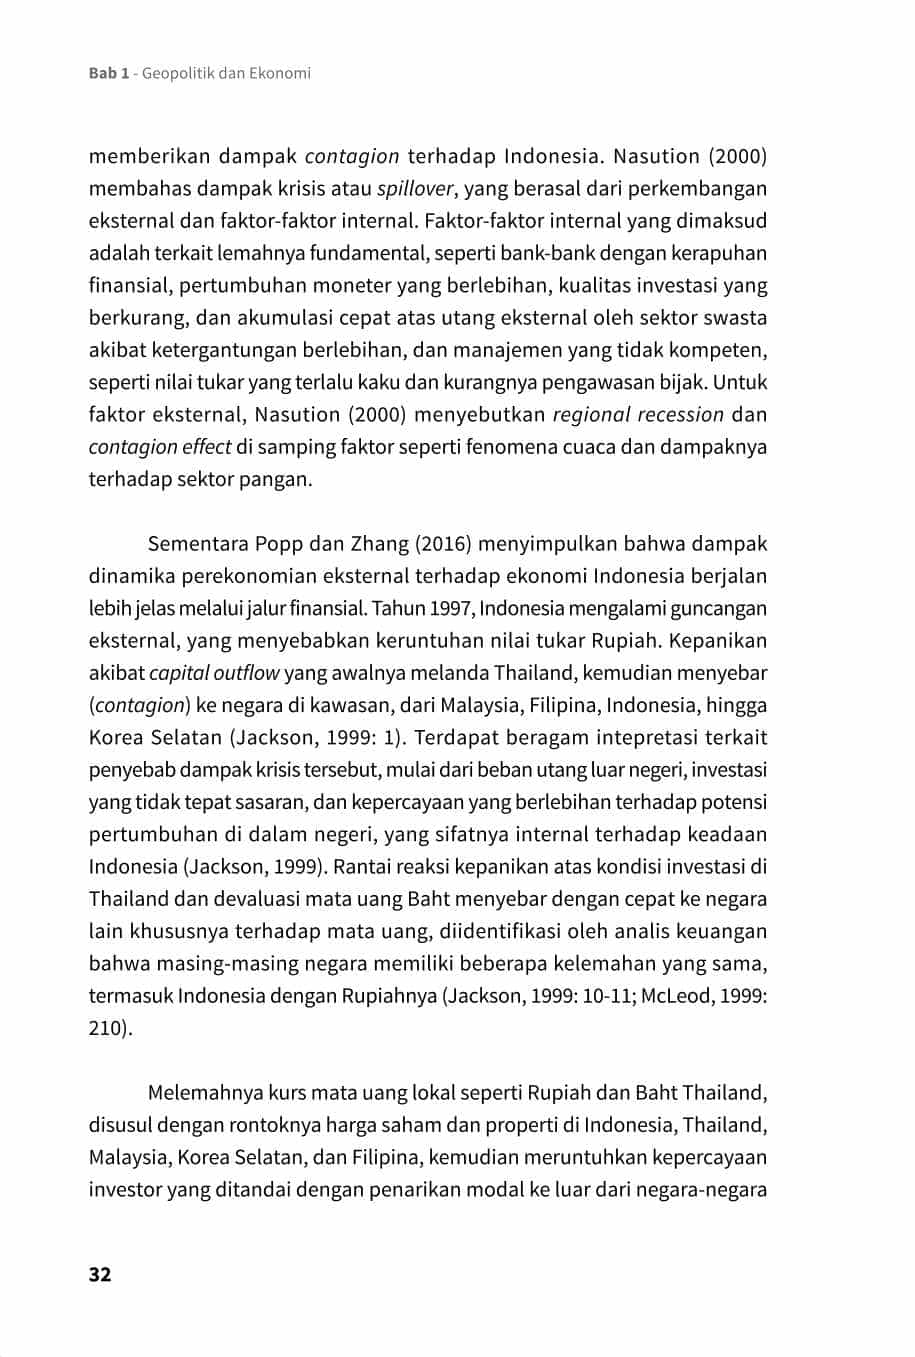 Bab 1 - Geopolitik dan Ekonomi
memberikan dampak contagion terhadap Indonesia. Nasution (2000)
membahas dampak krisis atau spillover, yang berasal dari perkembangan
eksternal dan faktor-faktor internal. Faktor-faktor internal yang dimaksud
adalah terkait lemahnya fundamental, seperti bank-bank dengan kerapuhan
finansial, pertumbuhan moneter yang berlebihan, kualitas investasi yang
berkurang, dan akumulasi cepat atas utang eksternal oleh sektor swasta
akibat ketergantungan berlebihan, dan manajemen yang tidak kompeten,
seperti nilai tukar yang terlalu kaku dan kurangnya pengawasan bijak. Untuk
faktor eksternal, Nasution (2000) menyebutkan regional recession dan
contagion effect di samping faktor seperti fenomena cuaca dan dampaknya
terhadap sektor pangan.
Sementara Popp dan Zhang (2016) menyimpulkan bahwa dampak
dinamika perekonomian eksternal terhadap ekonomi Indonesia berjalan
lebih jelas melalui jalur finansial. Tahun 1997, Indonesia mengalami guncangan
eksternal, yang menyebabkan keruntuhan nilai tukar Rupiah. Kepanikan
akibat capital outflow yang awalnya melanda Thailand, kemudian menyebar
(contagion) ke negara di kawasan, dari Malaysia, Filipina, Indonesia, hingga
Korea Selatan (Jackson, 1999: 1). Terdapat beragam intepretasi terkait
penyebab dampak krisis tersebut, mulai dari beban utang luar negeri, investasi
yang tidak tepat sasaran, dan kepercayaan yang berlebihan terhadap potensi
pertumbuhan di dalam negeri, yang sifatnya internal terhadap keadaan
Indonesia (Jackson, 1999). Rantai reaksi kepanikan atas kondisi investasi di
Thailand dan devaluasi mata uang Baht menyebar dengan cepat ke negara
lain khususnya terhadap mata uang, diidentifikasi oleh analis keuangan
bahwa masing-masing negara memiliki beberapa kelemahan yang sama,
termasuk Indonesia dengan Rupiahnya (Jackson, 1999: 10-11; McLeod, 1999:
210).
Melemahnya kurs mata uang lokal seperti Rupiah dan Baht Thailand,
disusul dengan rontoknya harga saham dan properti di Indonesia, Thailand,
Malaysia, Korea Selatan, dan Filipina, kemudian meruntuhkan kepercayaan
investor yang ditandai dengan penarikan modal ke luar dari negara-negara
32